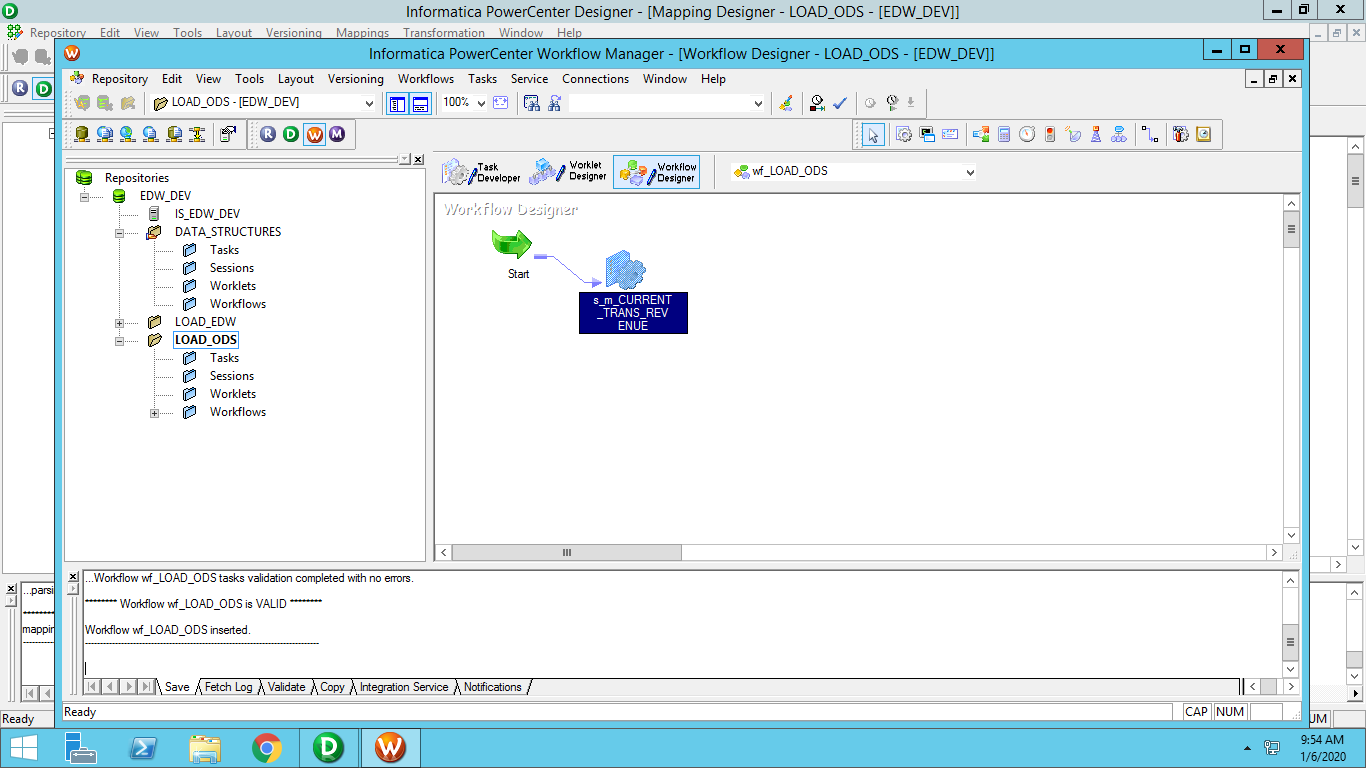 Informatica PowerCenter Designer - [Mapping Designer - LOAD_ODS - [EDW_DEV]]
Repository Edit View Tools Layout Versioning Mappings Transformation Window Help
Informatica PowerCenter Workflow Manager - [Workflow Designer - LOAD_ODS - [EDW_DEV]]
Repository Edit View Tools Layout Versioning Workflows Tasks Service Connections Window Help
LOAD_ODS - [EDW_DEV] 100%
R D
R D W M
Task Developer
Worklet Designer
Workflow Designer
wf_LOAD_ODS
Repositories
EDW_DEV
IS_EDW_DEV
DATA_STRUCTURES
Tasks
Sessions
Worklets
Workflows
LOAD_EDW
LOAD_ODS
Tasks
Sessions
Worklets
Workflows
Workflow Designer
Start
s_m_CURRENT
_TRANS_REV
ENUE
...Workflow wf_LOAD_ODS tasks validation completed with no errors.
******** Workflow wf_LOAD_ODS is VALID ********
Workflow wf_LOAD_ODS inserted.
...parsi
mappin
Save Fetch Log Validate Copy Integration Service Notifications
Ready CAP NUM
Ready UM
9:54 AM
1/6/2020